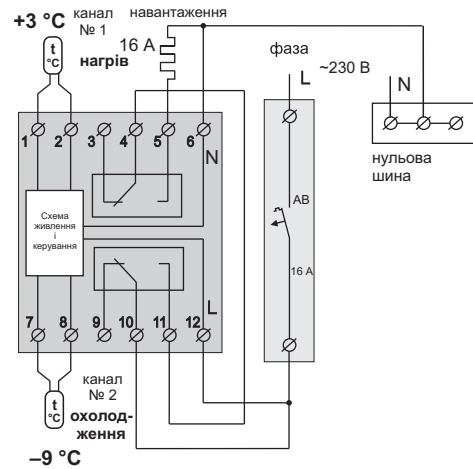 +3 °C
канал
№ 1
нагрів
навантаження
16 А
t
°C
фаза
L
~230 В
N
нульова
шина
1
2
3
4
5
6
N
Схема
живлення
і
керування
АВ
16 А
L
7
8
9
10
11
12
t
°C
канал
№ 2
охолод-
ження
–9 °C